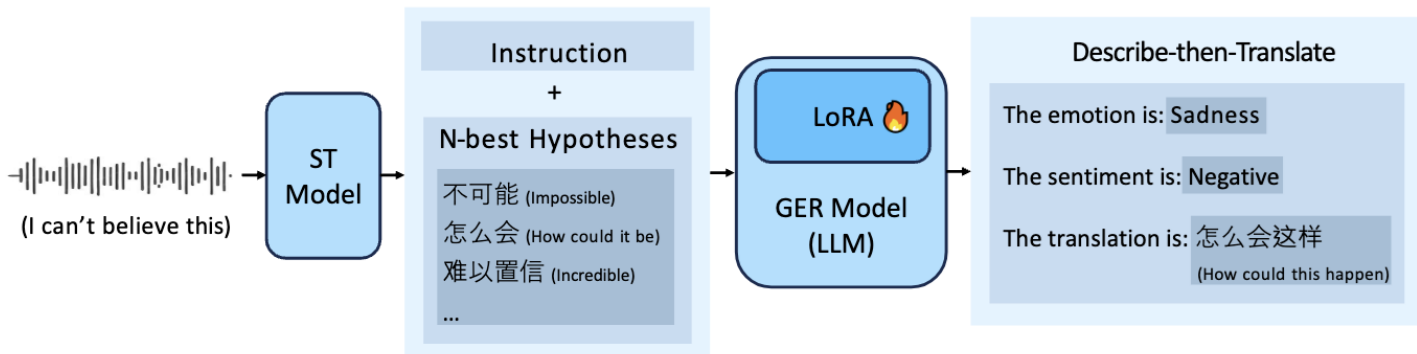 (I can't believe this)
ST
Model
Instruction
+
N-best Hypotheses
不可能 (Impossible)
怎么会 (How could it be)
难以置信 (Incredible)
...
LoRA
GER Model
(LLM)
Describe-then-Translate
The emotion is: Sadness
The sentiment is: Negative
The translation is: 怎么会这样
(How could this happen)